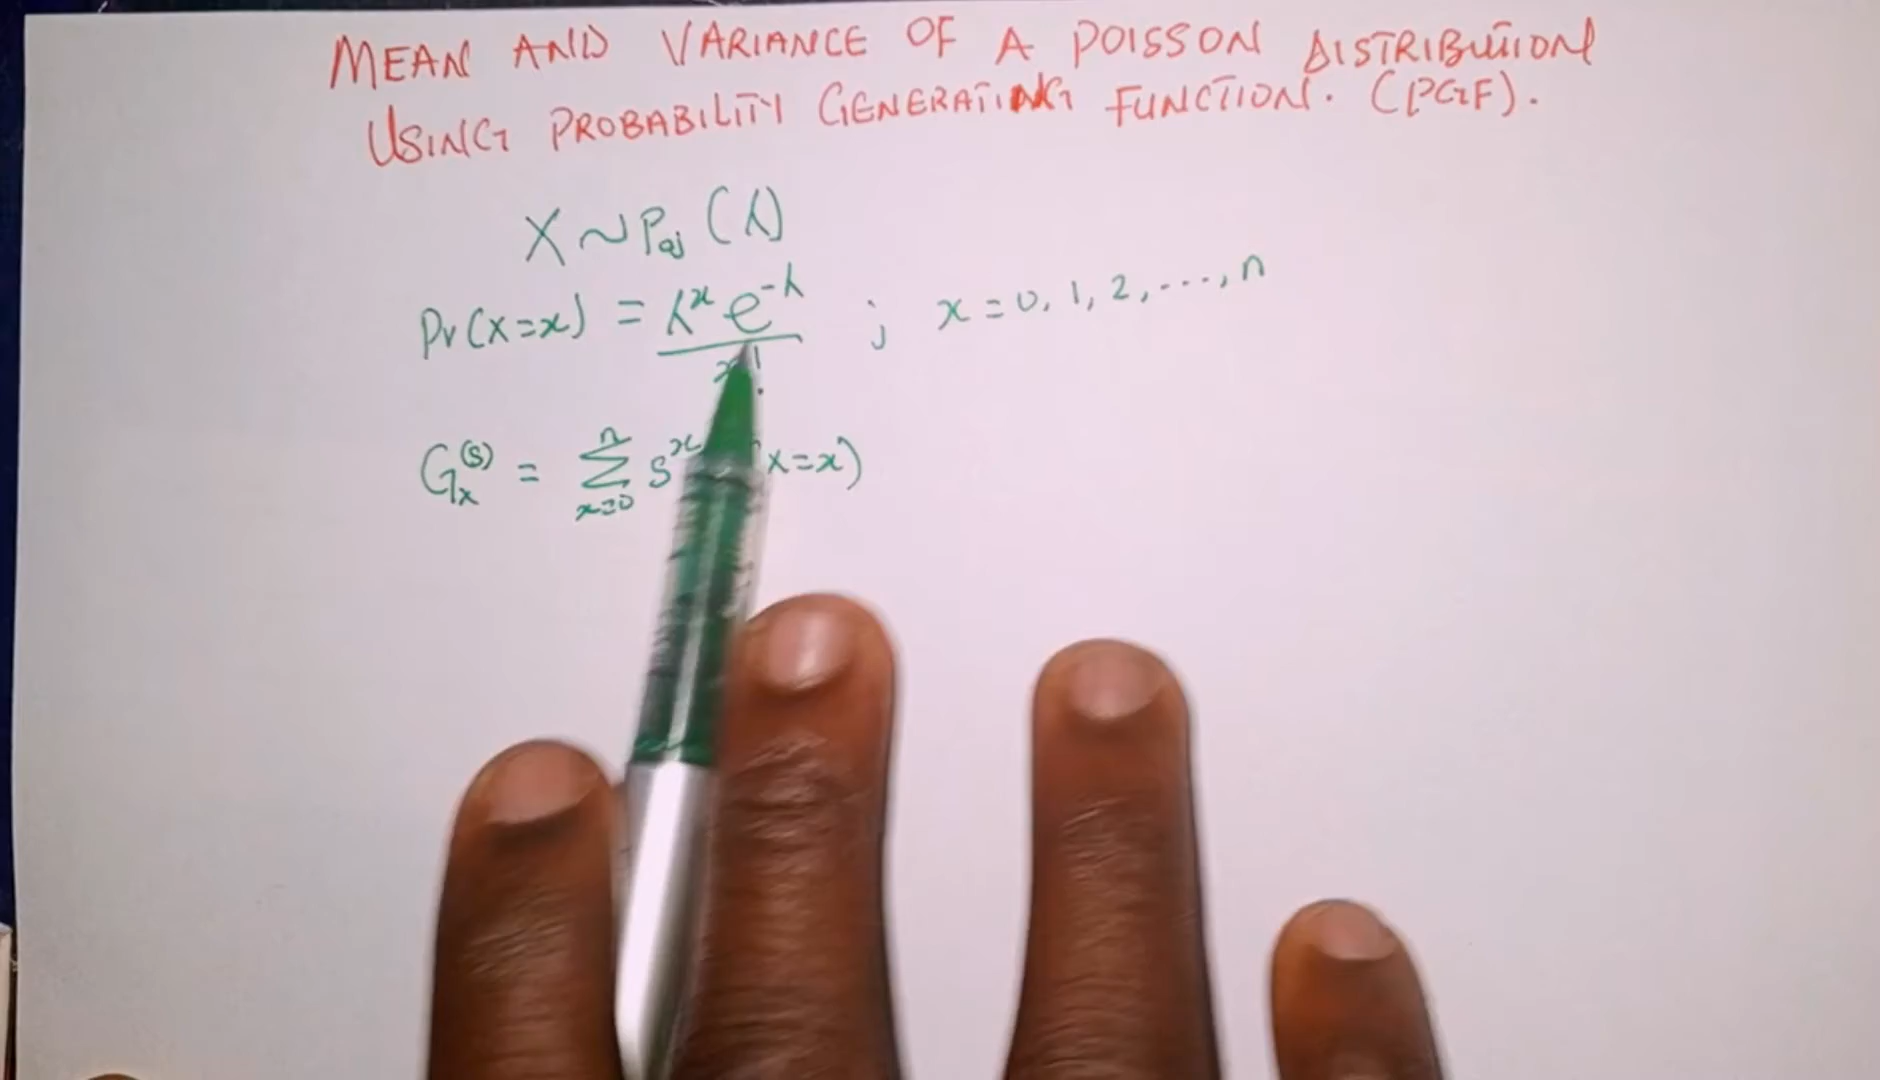 MEAN AND VARIANCE OF A POISSON DISTRIBUTION
USING PROBABILITY GENERATING FUNCTION. (PGF).
X ~ Poi (λ)
Pr(X=x) = λ^x e^-λ / x! ; x = 0, 1, 2, ...., n
G_x^(s) = Σ_{x=0}^{n} s^x x=x)